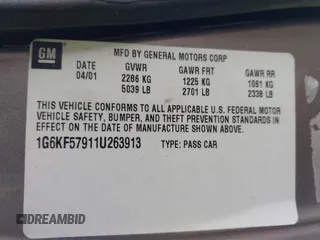 GM
MFD BY GENERAL MOTORS CORP
DATE GVWR GAWR FRT GAWR RR
04/01 2286 KG 1225 KG 1061 KG
5039 LB 2701 LB 2338 LB
THIS VEHICLE CONFORMS TO ALL APPLICABLE U.S. FEDERAL MOTOR
VEHICLE SAFETY, BUMPER, AND THEFT PREVENTION STANDARDS IN
EFFECT ON THE DATE OF MANUFACTURE SHOWN ABOVE.
1G6KF57911U263913 TYPE: PASS CAR
DREAMBID